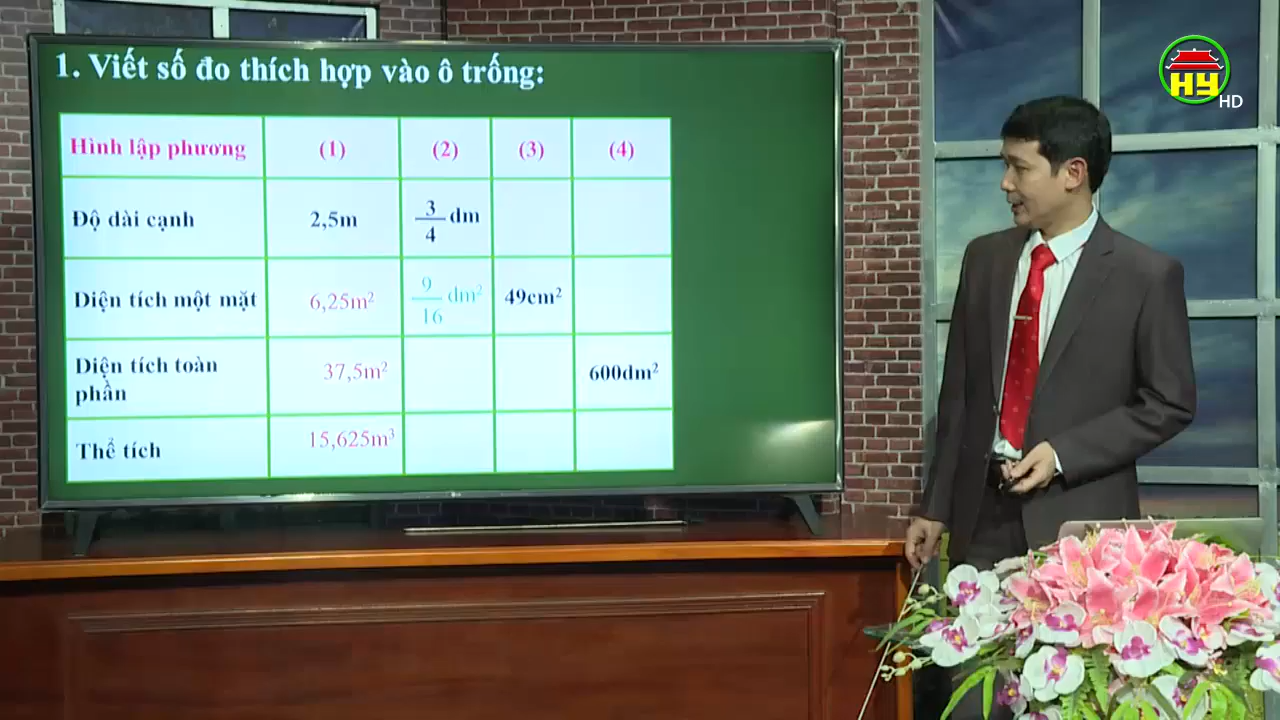 1. Viết số đo thích hợp vào ô trống:
Hình lập phương (1) (2) (3) (4)
Độ dài cạnh 2,5m 3/4 dm
Diện tích một mặt 6,25m² 9/16 dm² 49cm²
Diện tích toàn
phần 37,5m² 600dm²
Thể tích 15,625m³
HY
HD